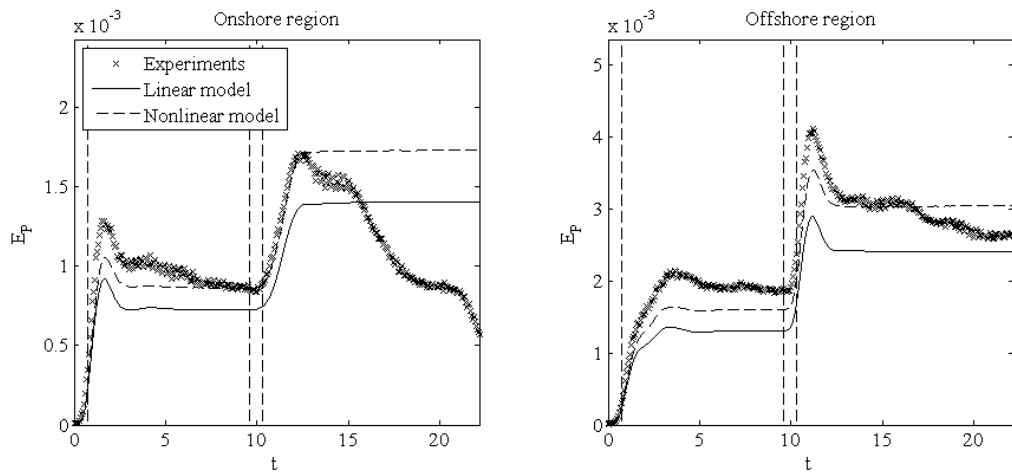 x 10⁻³
Onshore region
2
1.5
1
0.5
0
E_P
0
5
10
15
20
t
Experiments
Linear model
Nonlinear model
x 10⁻³
Offshore region
5
4
3
2
1
0
E_P
0
5
10
15
20
t